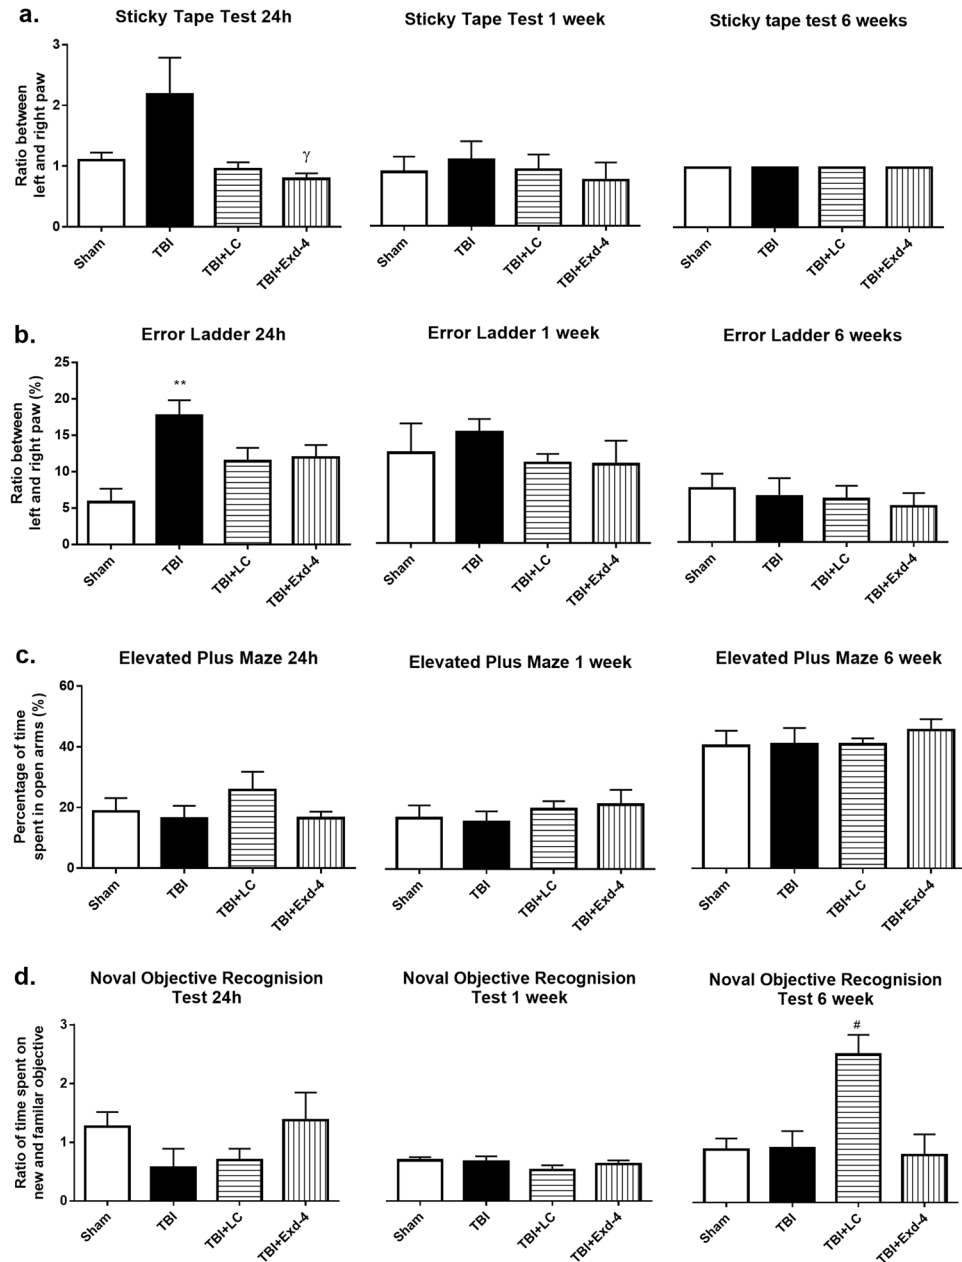 a.
Sticky Tape Test 24h
Sticky Tape Test 1 week
Sticky tape test 6 weeks
Ratio between
left and right paw
3
2
1
0
γ
Sham
TBI
TBI+LC
TBI+Exd-4
Sham
TBI
TBI+LC
TBI+Exd-4
Sham
TBI
TBI+LC
TBI+Exd-4
b.
Error Ladder 24h
Error Ladder 1 week
Error Ladder 6 weeks
Ratio between
left and right paw (%)
25
20
15
10
5
0
**
Sham
TBI
TBI+LC
TBI+Exd-4
Sham
TBI
TBI+LC
TBI+Exd-4
Sham
TBI
TBI+LC
TBI+Exd-4
c.
Elevated Plus Maze 24h
Elevated Plus Maze 1 week
Elevated Plus Maze 6 week
Percentage of time
spent in open arms (%)
60
40
20
0
Sham
TBI
TBI+LC
TBI+Exd-4
Sham
TBI
TBI+LC
TBI+Exd-4
Sham
TBI
TBI+LC
TBI+Exd-4
d.
Noval Objective Recognision
Test 24h
Noval Objective Recognision
Test 1 week
Noval Objective Recognision
Test 6 week
Ratio of time spent on
new and familar objective
3
2
1
0
#
Sham
TBI
TBI+LC
TBI+Exd-4
Sham
TBI
TBI+LC
TBI+Exd-4
Sham
TBI
TBI+LC
TBI+Exd-4